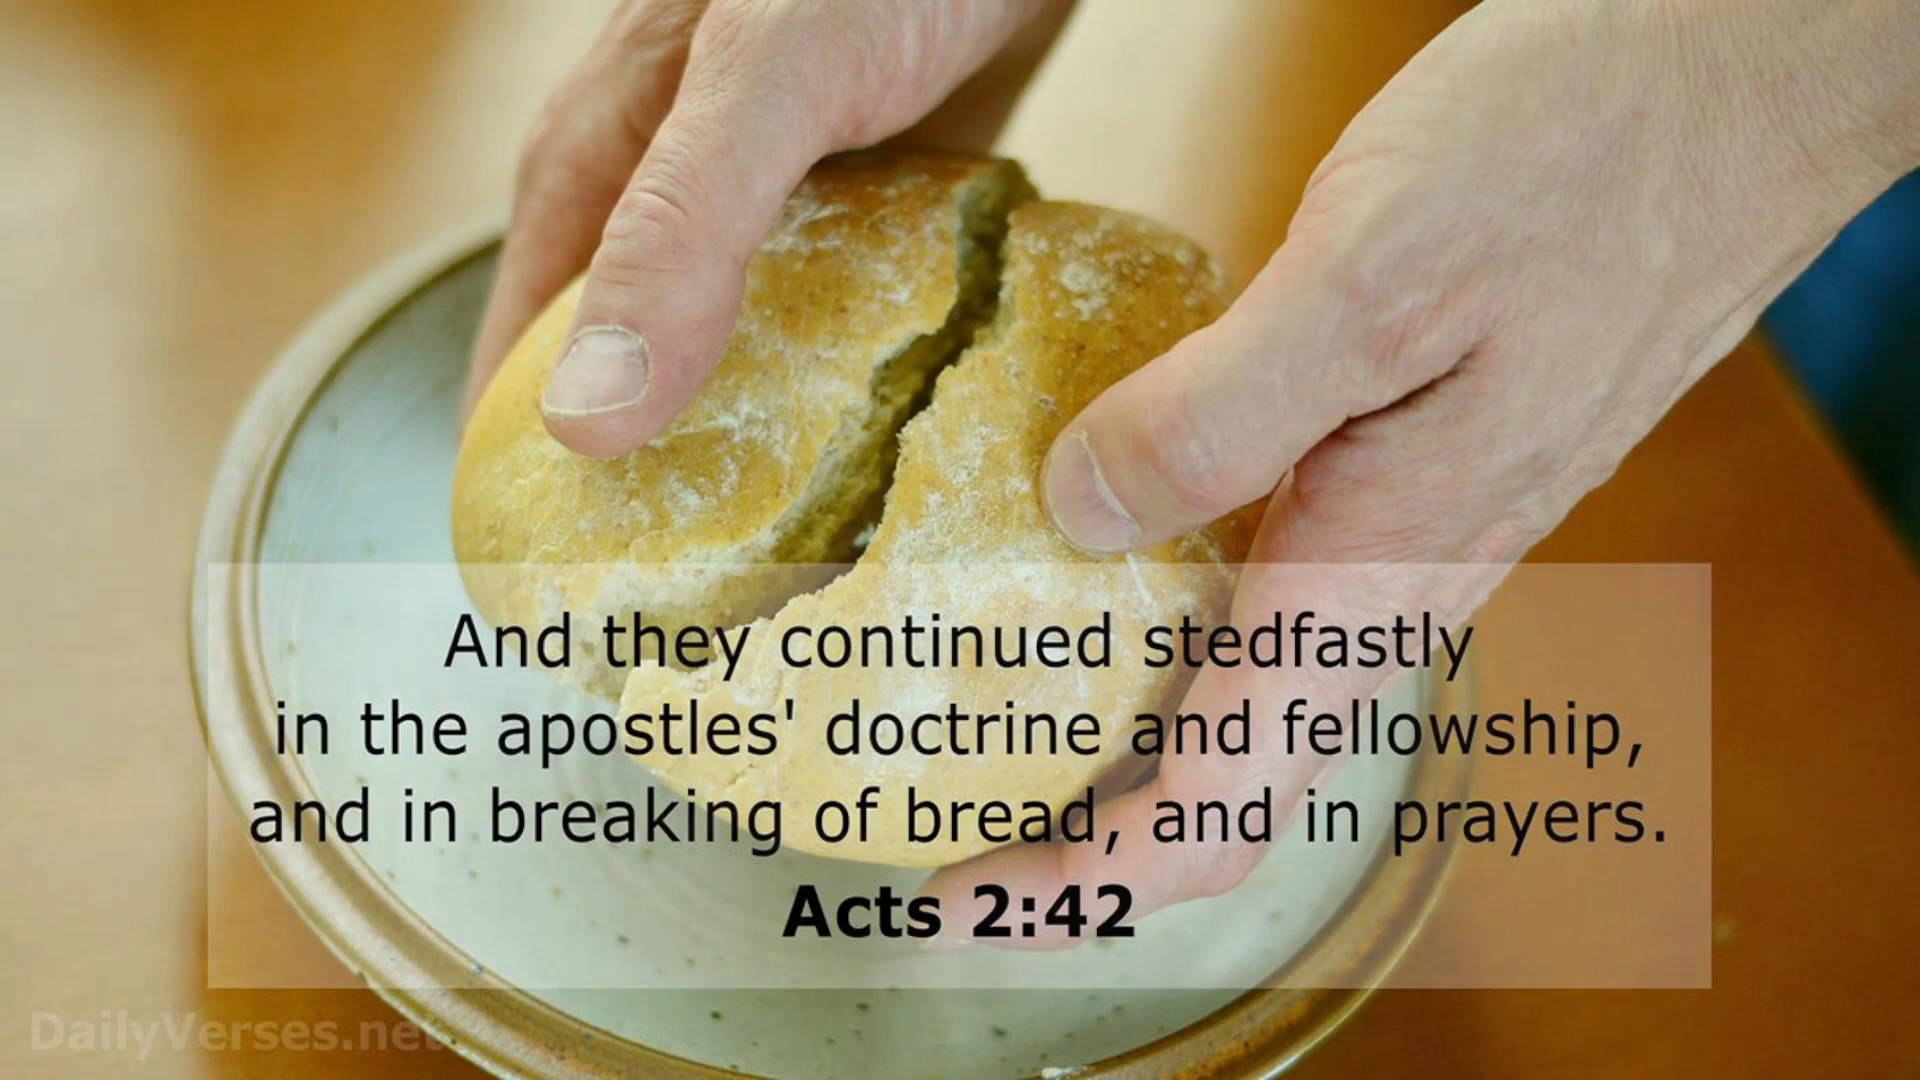 And they continued stedfastly
in the apostles' doctrine and fellowship,
and in breaking of bread, and in prayers.
Acts 2:42
DailyVerses.net